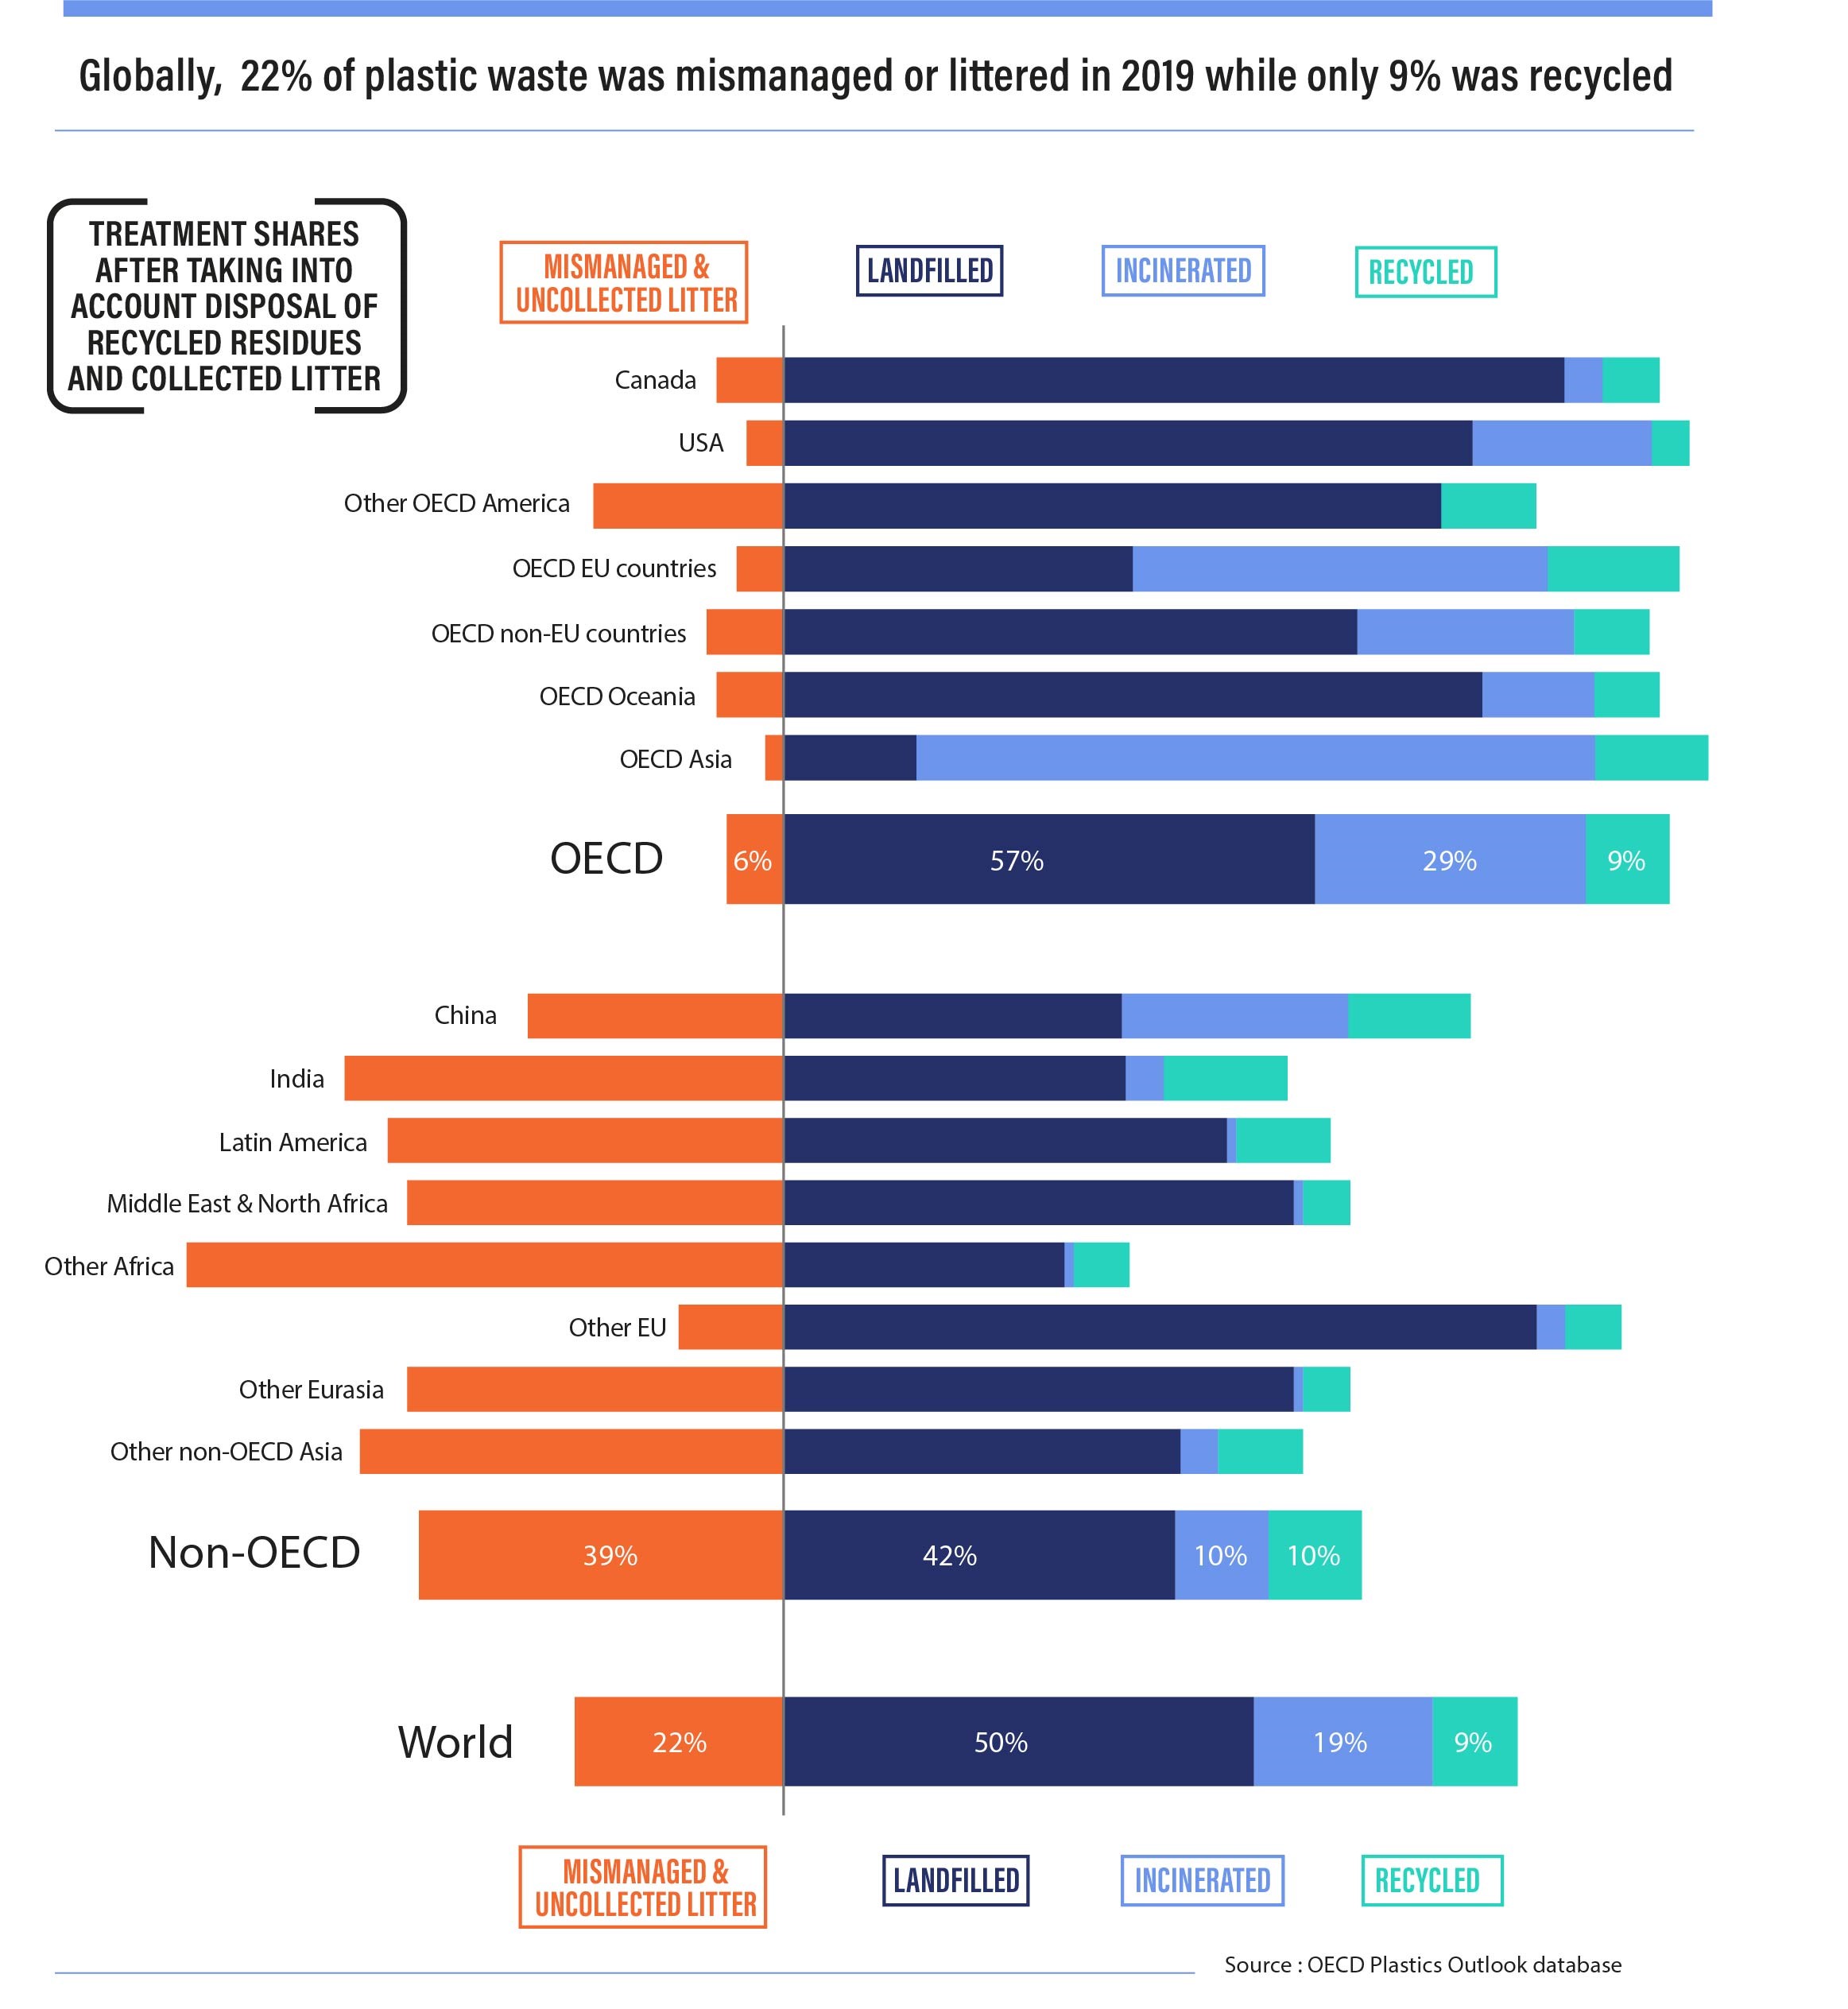 Globally, 22% of plastic waste was mismanaged or littered in 2019 while only 9% was recycled
TREATMENT SHARES
AFTER TAKING INTO
ACCOUNT DISPOSAL OF
RECYCLED RESIDUES
AND COLLECTED LITTER
MISMANAGED &
UNCOLLECTED LITTER
LANDFILLED
INCINERATED
RECYCLED
Canada
USA
Other OECD America
OECD EU countries
OECD non-EU countries
OECD Oceania
OECD Asia
OECD 6% 57% 29% 9%
China
India
Latin America
Middle East & North Africa
Other Africa
Other EU
Other Eurasia
Other non-OECD Asia
Non-OECD 39% 42% 10% 10%
World 22% 50% 19% 9%
MISMANAGED &
UNCOLLECTED LITTER
LANDFILLED
INCINERATED
RECYCLED
Source : OECD Plastics Outlook database